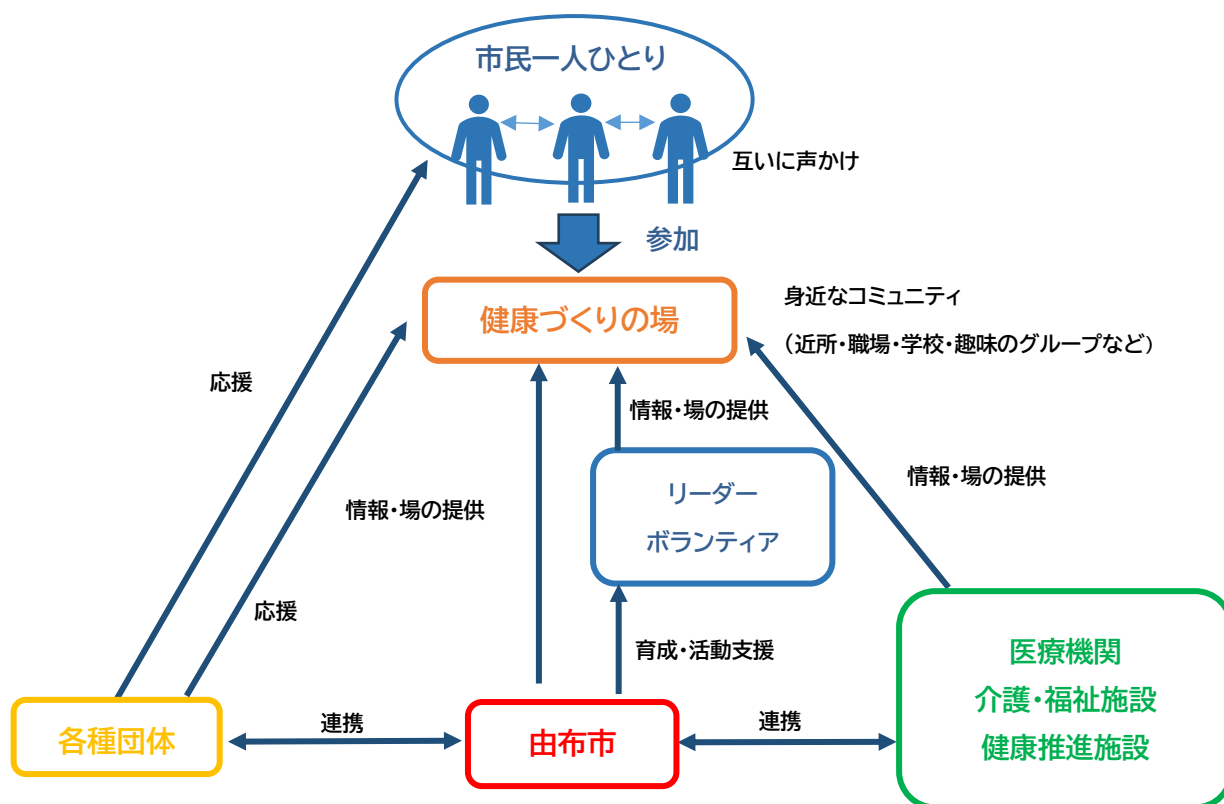 市民一人ひとり
互いに声かけ
参加
健康づくりの場
身近なコミュニティ
(近所・職場・学校・趣味のグループなど)
応援
情報・場の提供
リーダー
ボランティア
情報・場の提供
情報・場の提供
応援
育成・活動支援
医療機関
介護・福祉施設
健康推進施設
各種団体
連携
由布市
連携